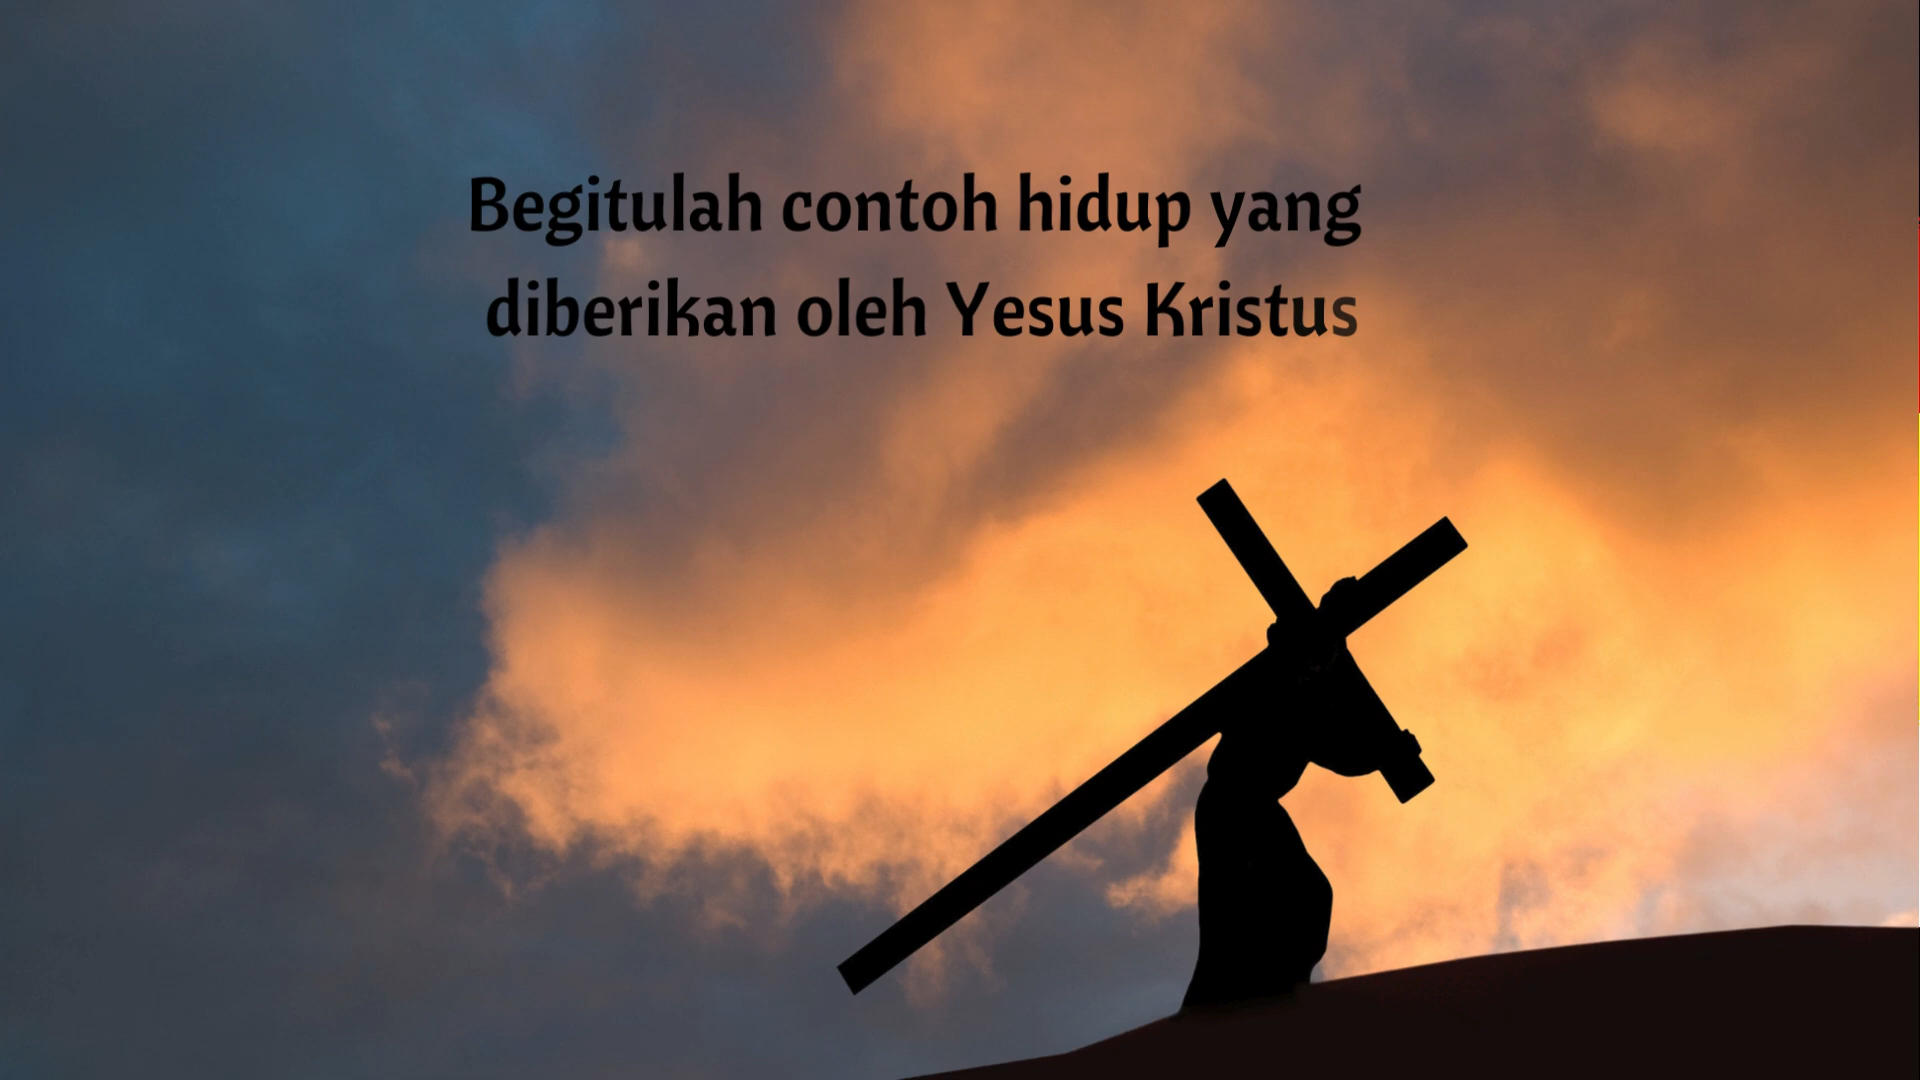 Begitulah contoh hidup yang
diberikan oleh Yesus Kristus